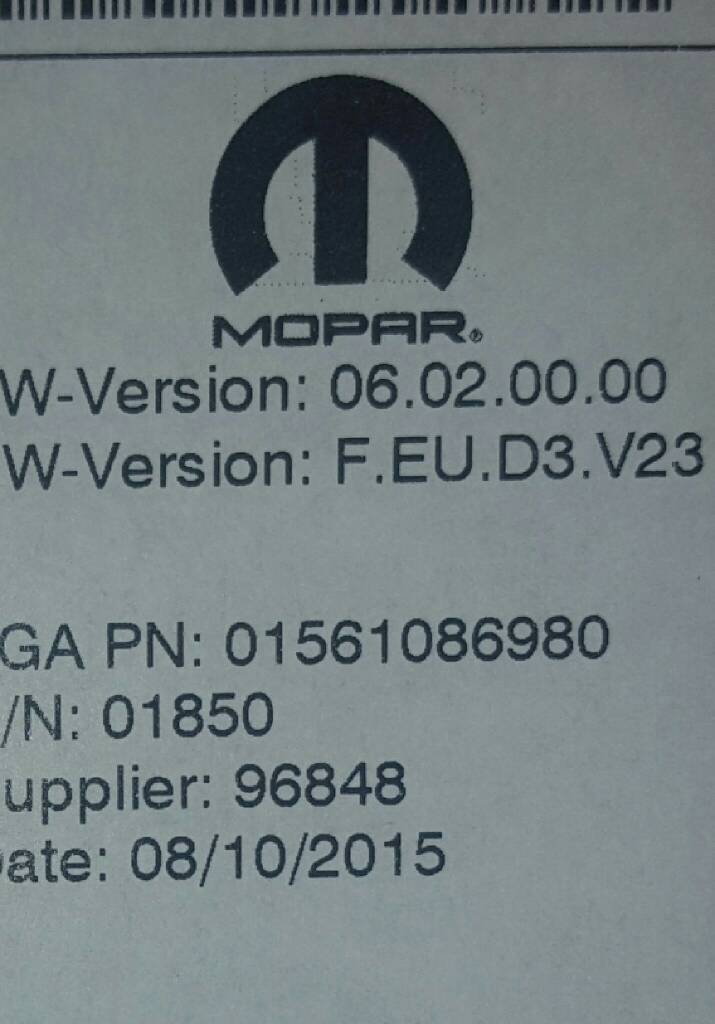 MOPAR®
W-Version: 06.02.00.00
W-Version: F.EU.D3.V23
GA PN: 01561086980
/N: 01850
upplier: 96848
ate: 08/10/2015